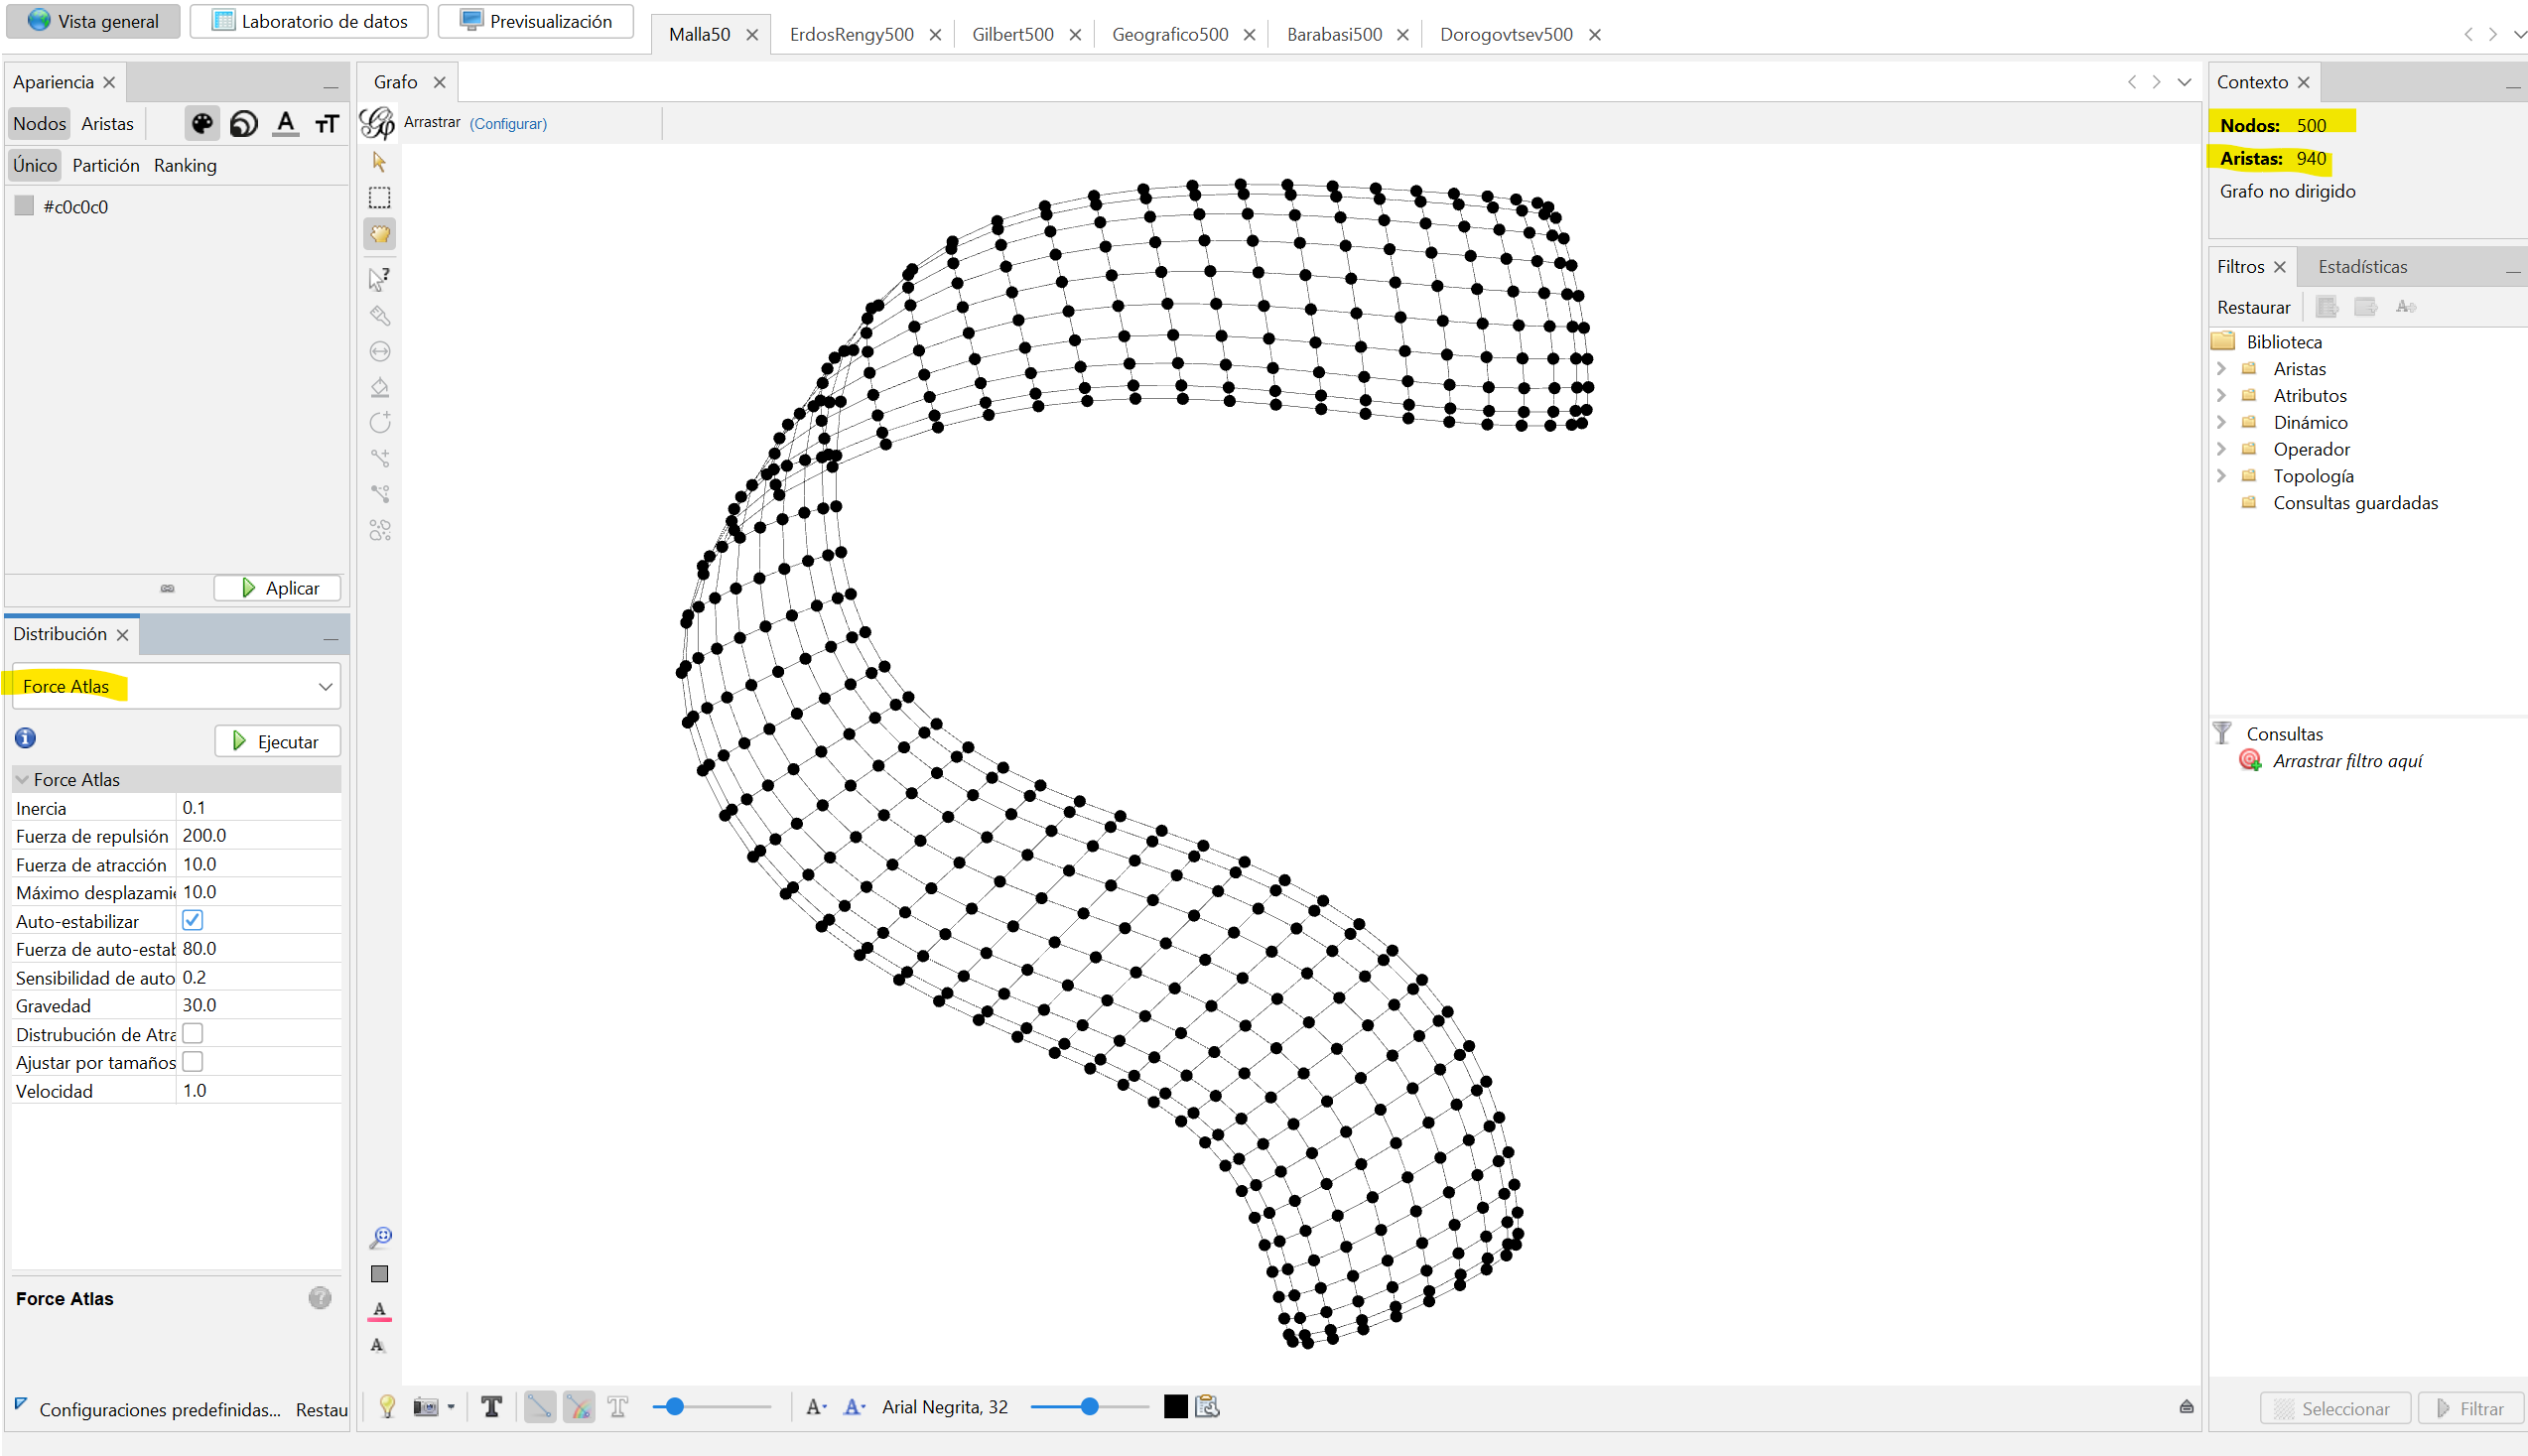 Vista general Laboratorio de datos Previsualización
Malla50 ErdosRengy500 Gilbert500 Geografico500 Barabasi500 Dorogovtsev500
Apariencia
Nodos Aristas A TT
Único Partición Ranking
#c0c0c0
Aplicar
Distribución
Force Atlas
Ejecutar
Force Atlas
Inercia 0.1
Fuerza de repulsión 200.0
Fuerza de atracción 10.0
Máximo desplazamie 10.0
Auto-estabilizar
Fuerza de auto-estab 80.0
Sensibilidad de auto 0.2
Gravedad 30.0
Distrubución de Atra
Ajustar por tamaños
Velocidad 1.0
Force Atlas
Configuraciones predefinidas... Restau
Grafo
Arrastrar (Configurar)
Arial Negrita, 32
Contexto
Nodos: 500
Aristas: 940
Grafo no dirigido
Filtros Estadísticas
Restaurar
Biblioteca
Aristas
Atributos
Dinámico
Operador
Topología
Consultas guardadas
Consultas
Arrastrar filtro aquí
Seleccionar Filtrar